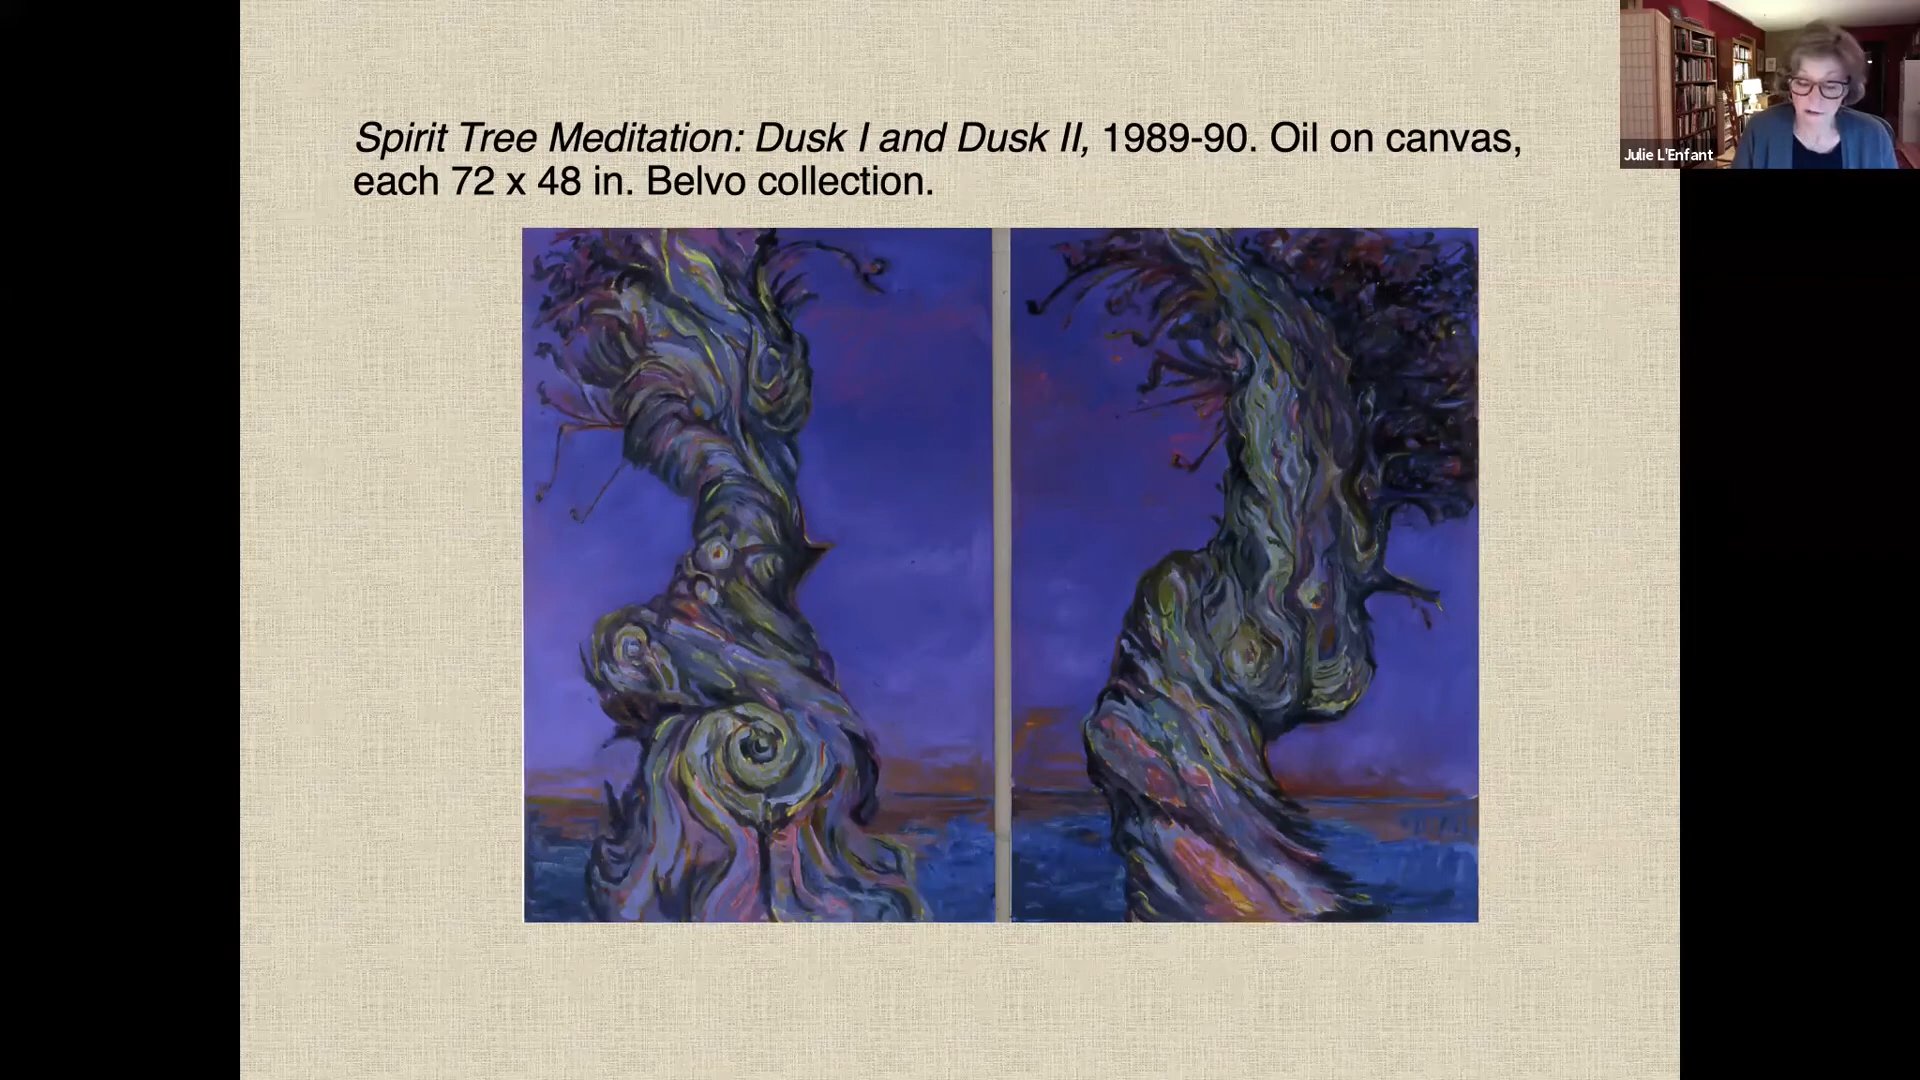 Spirit Tree Meditation: Dusk I and Dusk II, 1989-90. Oil on canvas,
each 72 x 48 in. Belvo collection.
Julie L'Enfant